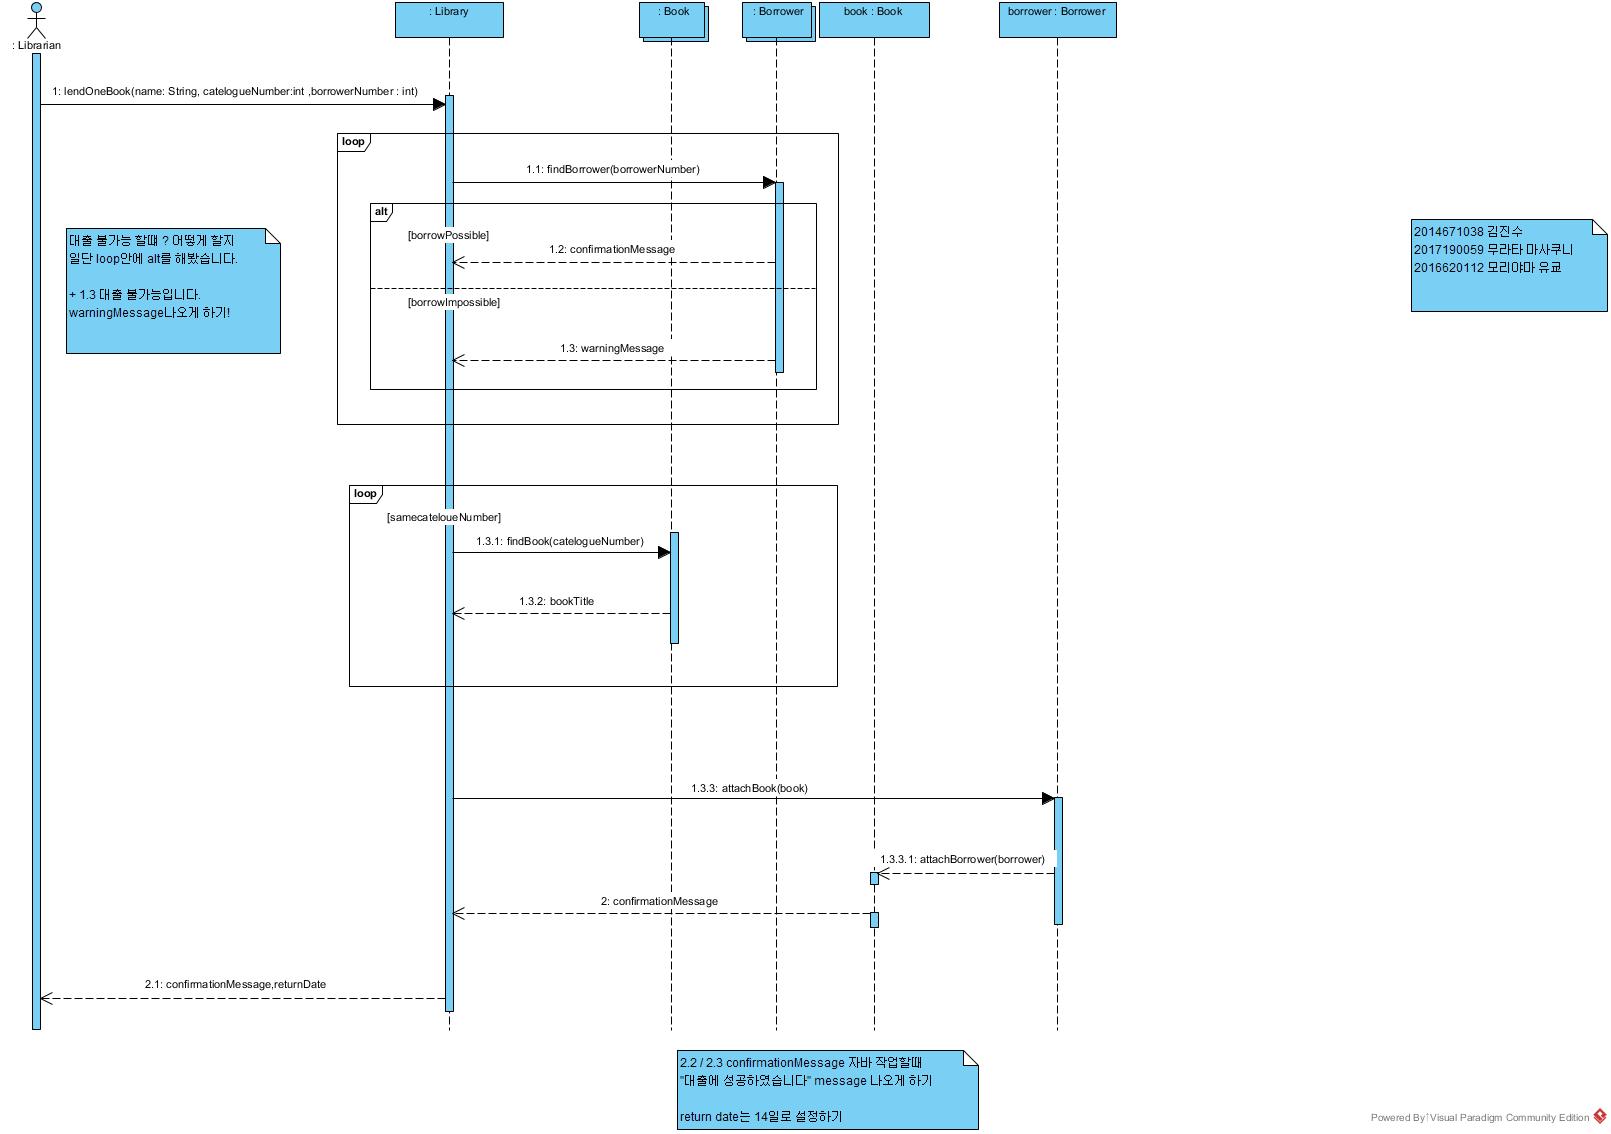 : Librarian
: Library
: Book
: Borrower
book : Book
borrower : Borrower
1: lendOneBook(name: String, catelogueNumber:int ,borrowerNumber : int)
loop
1.1: findBorrower(borrowerNumber)
alt
[borrowPossible]
1.2: confirmationMessage
[borrowImpossible]
1.3: warningMessage
대출 불가능 할떄 ? 어떻게 할지
일단 loop안에 alt를 해봤습니다.
+ 1.3 대출 불가능입니다.
warningMessage나오게 하기!
2014671038 김진수
2017190059 무라타 마사쿠니
2016620112 모리야마 유쿄
loop
[samecateloueNumber]
1.3.1: findBook(catelogueNumber)
1.3.2: bookTitle
1.3.3: attachBook(book)
1.3.3.1: attachBorrower(borrower)
2: confirmationMessage
2.1: confirmationMessage,returnDate
2.2 / 2.3 confirmationMessage 자바 작업할때
"대출에 성공하였습니다" message 나오게 하기
return date는 14일로 설정하기
Powered By Visual Paradigm Community Edition